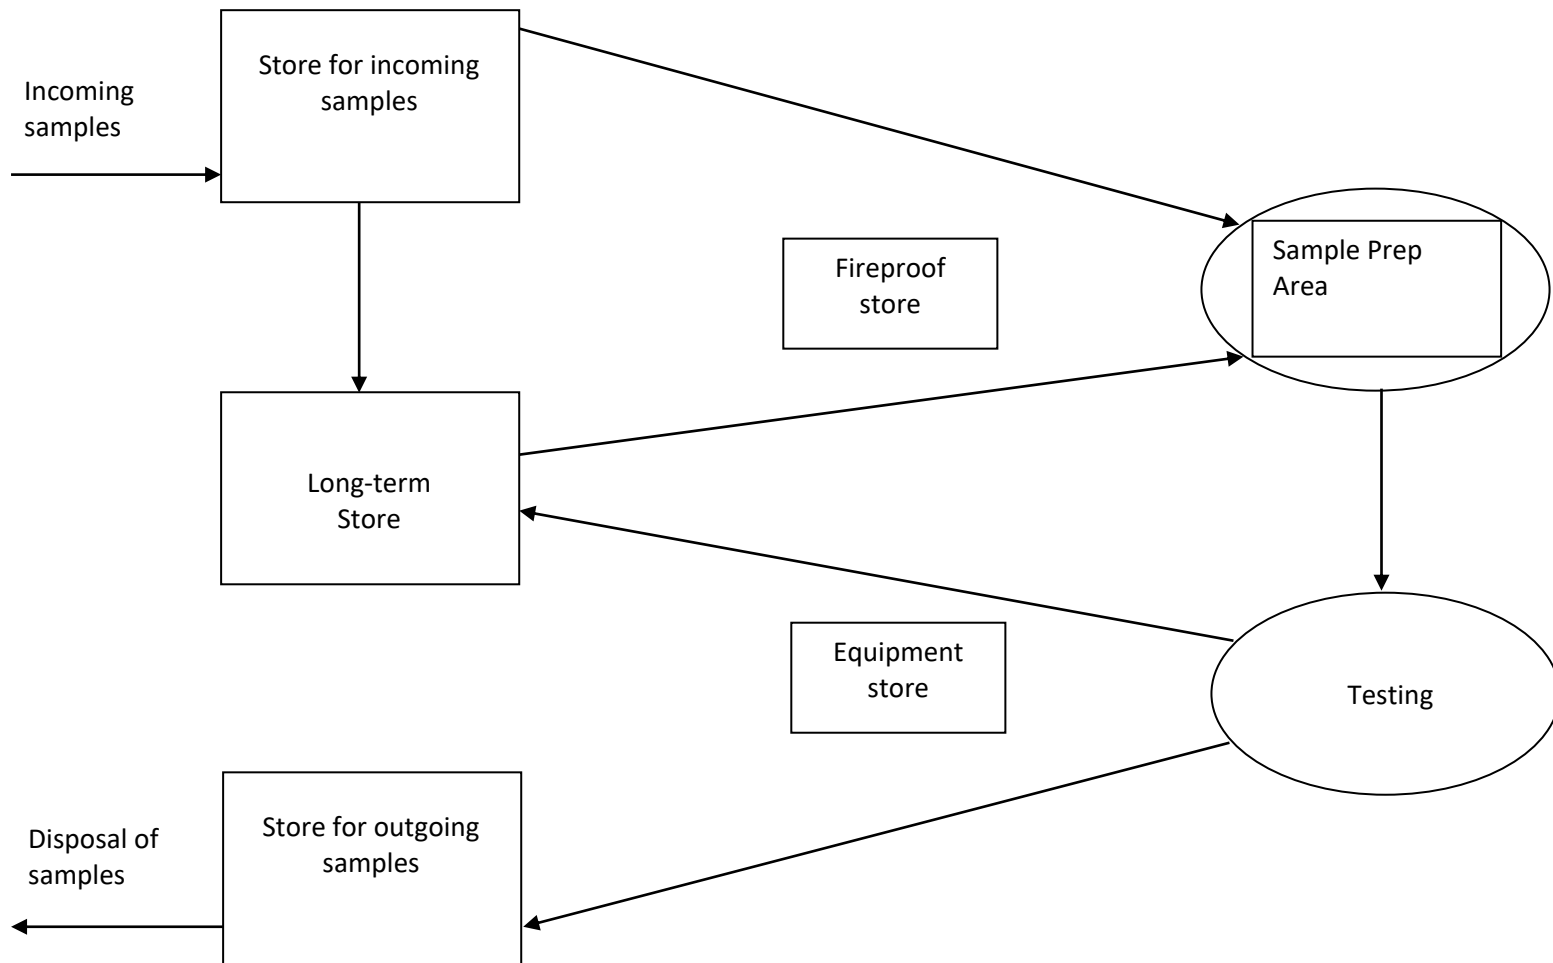 Store for incoming
samples
Incoming
samples
Fireproof
store
Sample Prep
Area
Long-term
Store
Equipment
store
Testing
Store for outgoing
samples
Disposal of
samples